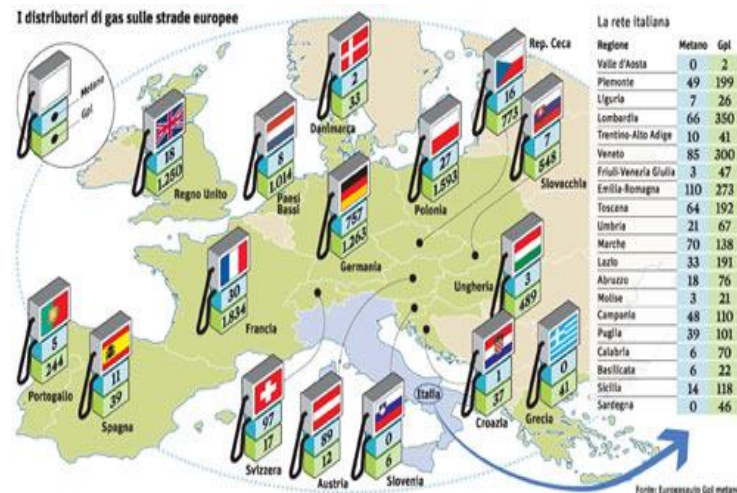 I distributori di gas sulle strade europee
Metano
Gpl
Regno Unito
18
1.250
Paesi
Bassi
8
1.014
Danimarca
2
33
Germania
757
1.263
Polonia
27
1.593
Rep. Ceca
16
773
Slovacchia
7
548
Ungheria
3
489
Francia
30
1.834
Portogallo
5
244
Spagna
11
39
Svizzera
97
17
Austria
89
12
Slovenia
0
6
Italia
Croazia
1
37
Grecia
0
41
La rete italiana
Regione Metano Gpl
Valle d'Aosta 0 2
Piemonte 49 199
Liguria 7 26
Lombardia 66 350
Trentino-Alto Adige 10 41
Veneto 85 300
Friuli-Venezia Giulia 3 47
Emilia-Romagna 110 273
Toscana 64 192
Umbria 21 67
Marche 70 138
Lazio 33 191
Abruzzo 18 76
Molise 3 21
Campania 48 110
Puglia 39 101
Calabria 6 70
Basilicata 6 22
Sicilia 14 118
Sardegna 0 46
Fonte: Europeauto Gpl metano